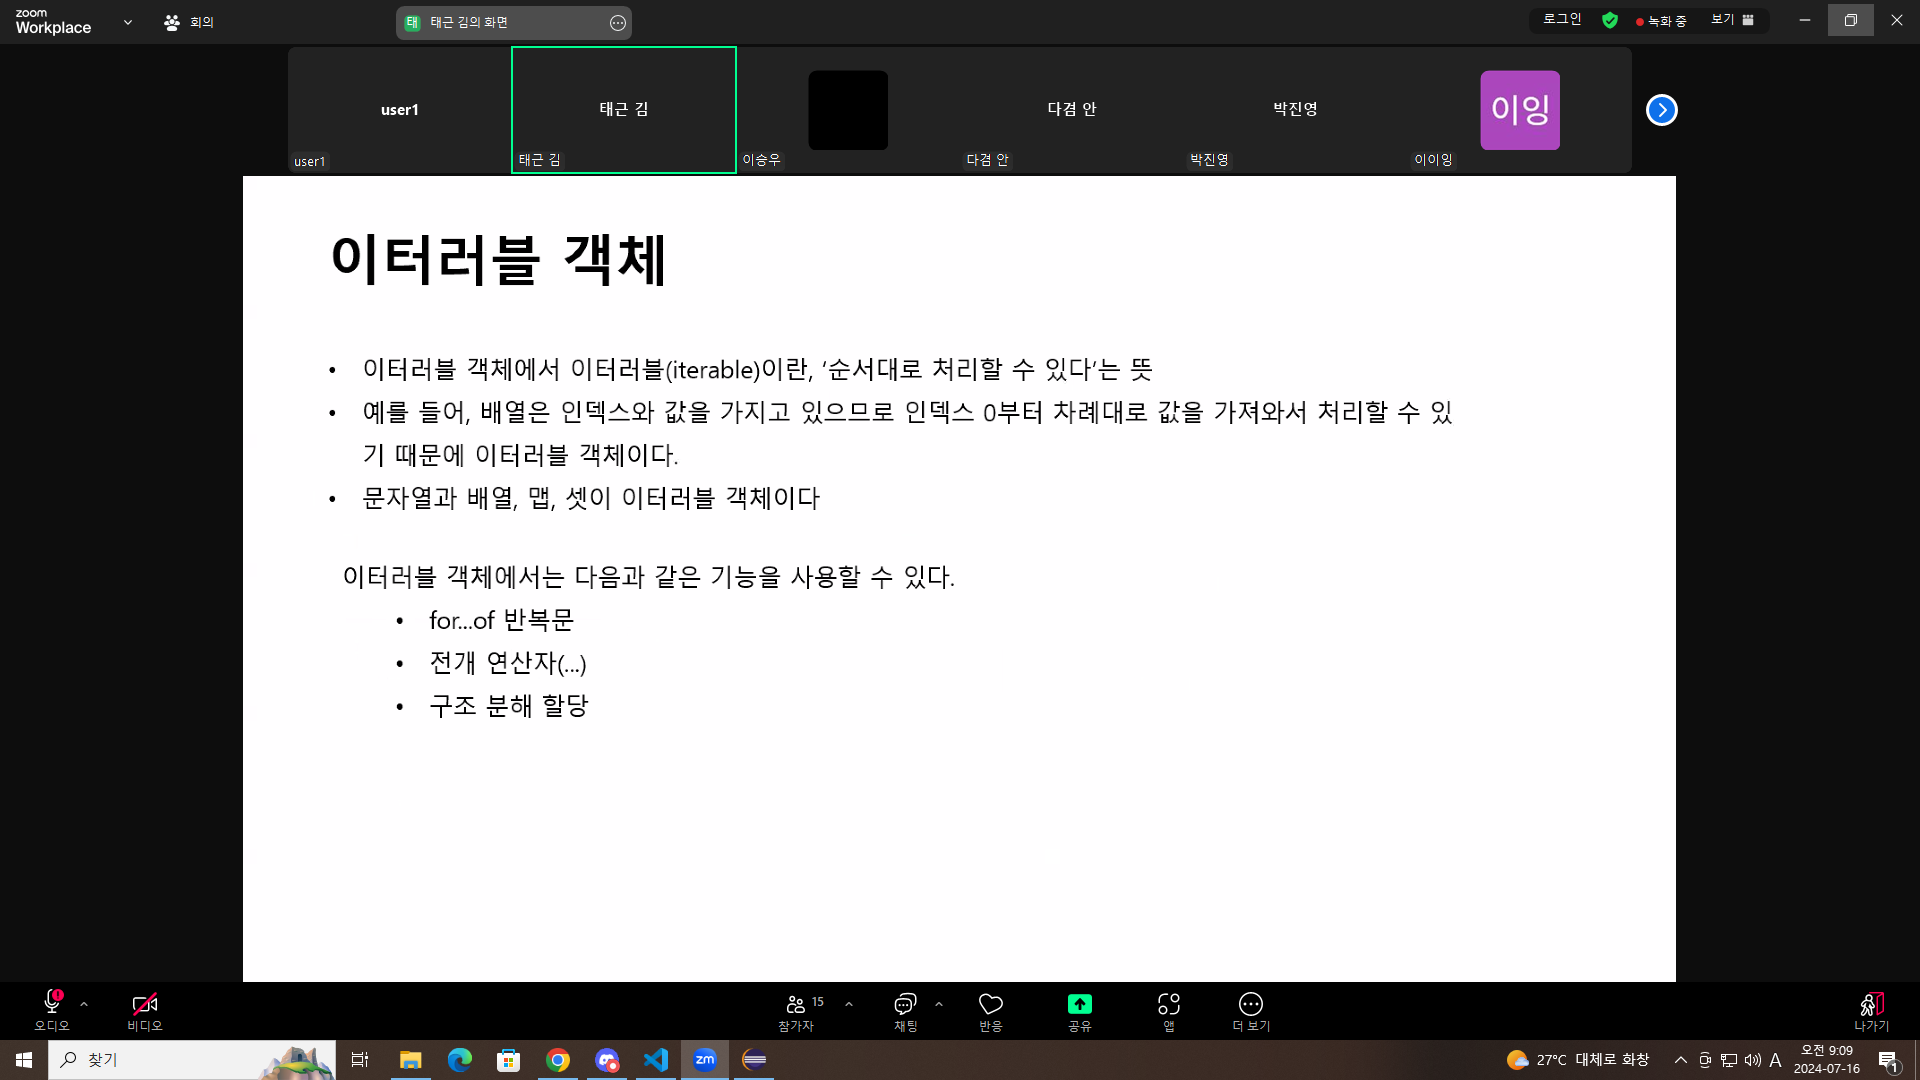 zoom
Workplace
회의
태 태근 김의 화면
로그인
녹화 중
보기
user1
태근 김
다겸 안
박진영
이잉
user1
태근 김
이승우
다겸 안
박진영
이이잉
이터러블 객체
• 이터러블 객체에서 이터러블(iterable)이란, ‘순서대로 처리할 수 있다’는 뜻
• 예를 들어, 배열은 인덱스와 값을 가지고 있으므로 인덱스 0부터 차례대로 값을 가져와서 처리할 수 있
기 때문에 이터러블 객체이다.
• 문자열과 배열, 맵, 셋이 이터러블 객체이다
이터러블 객체에서는 다음과 같은 기능을 사용할 수 있다.
• for...of 반복문
• 전개 연산자(...)
• 구조 분해 할당
오디오
비디오
참가자 15
채팅
반응
공유
앱
더 보기
나가기
찾기
zm
27°C 대체로 화창
A
오전 9:09
2024-07-16
1